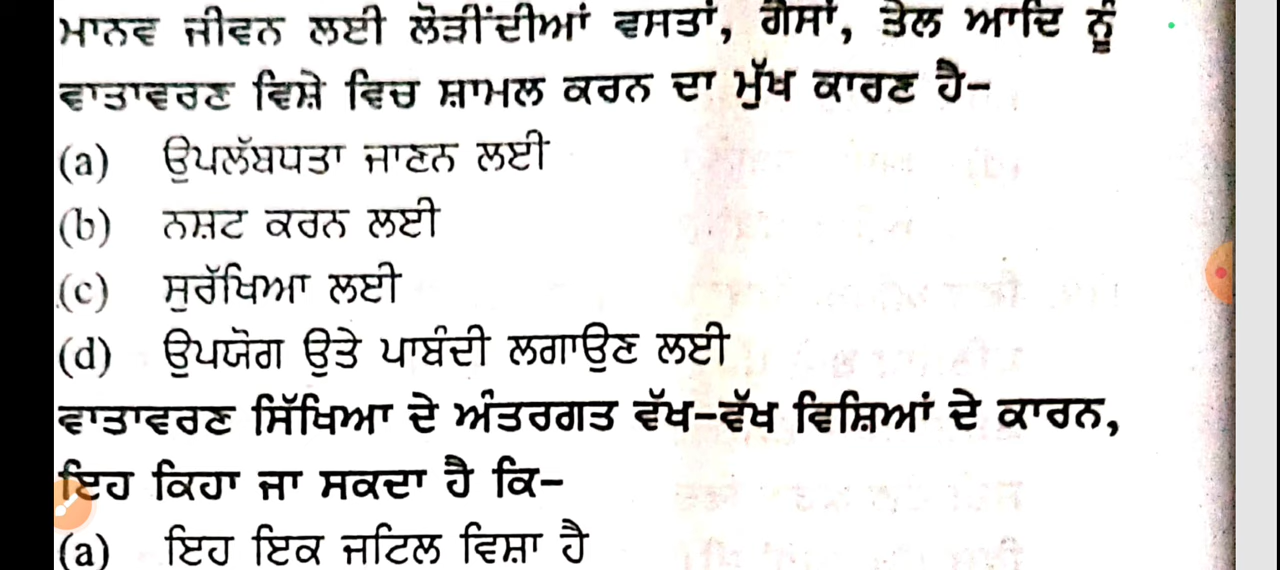 ਮਾਨਵ ਜੀਵਨ ਲਈ ਲੋੜੀਂਦੀਆਂ ਵਸਤਾਂ, ਗੈਸਾਂ, ਤੇਲ ਆਦਿ ਨੂੰ
ਵਾਤਾਵਰਣ ਵਿਸ਼ੇ ਵਿਚ ਸ਼ਾਮਲ ਕਰਨ ਦਾ ਮੁੱਖ ਕਾਰਣ ਹੈ–
(a) ਉਪਲੱਬਧਤਾ ਜਾਣਨ ਲਈ
(b) ਨਸ਼ਟ ਕਰਨ ਲਈ
(c) ਸੁਰੱਖਿਆ ਲਈ
(d) ਉਪਯੋਗ ਉਤੇ ਪਾਬੰਦੀ ਲਗਾਉਣ ਲਈ
ਵਾਤਾਵਰਣ ਸਿੱਖਿਆ ਦੇ ਅੰਤਰਗਤ ਵੱਖ–ਵੱਖ ਵਿਸ਼ਿਆਂ ਦੇ ਕਾਰਨ,
ਇਹ ਕਿਹਾ ਜਾ ਸਕਦਾ ਹੈ ਕਿ–
(a) ਇਹ ਇਕ ਜਟਿਲ ਵਿਸ਼ਾ ਹੈ